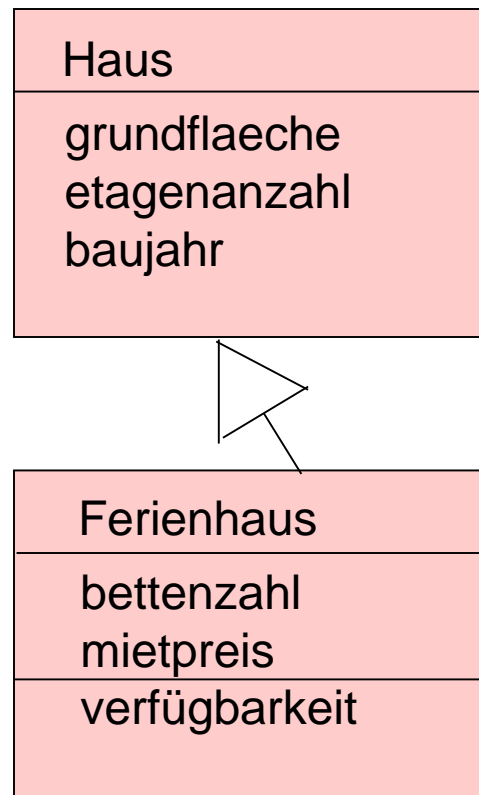 Haus
grundflaeche
etagenanzahl
baujahr
Ferienhaus
bettenzahl
mietpreis
verfügbarkeit